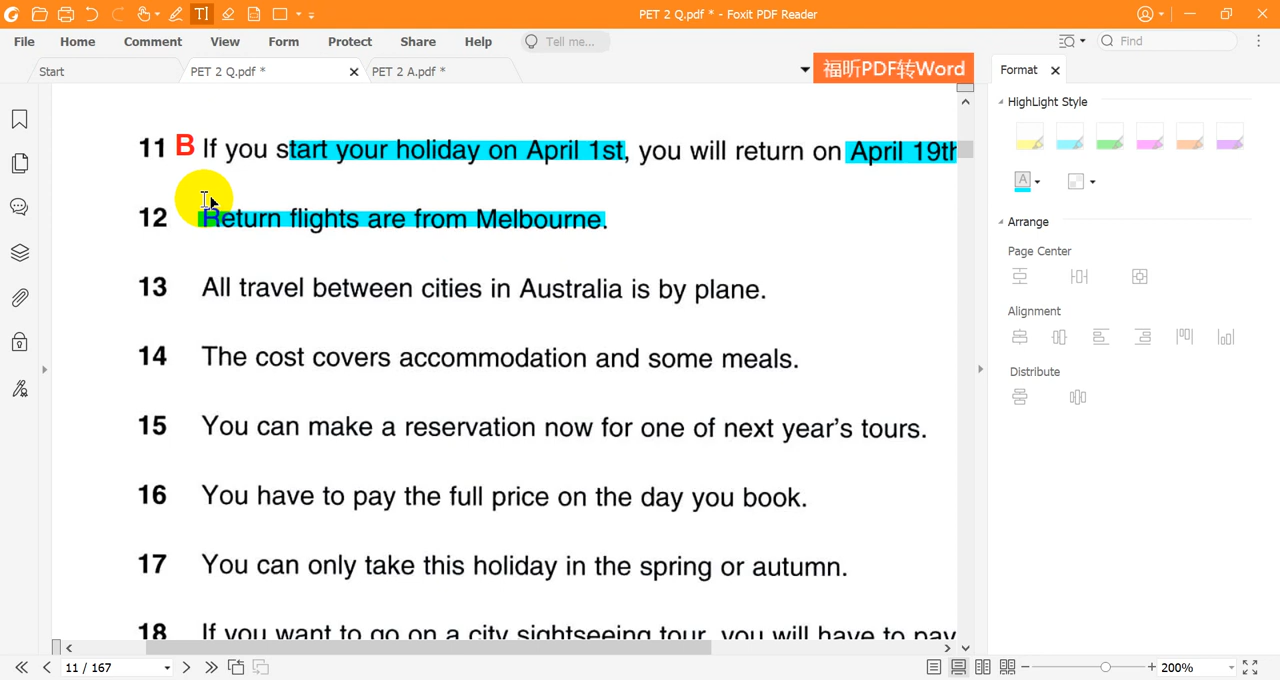 PET 2 Q.pdf * - Foxit PDF Reader
File Home Comment View Form Protect Share Help Tell me... Find
Start PET 2 Q.pdf * PET 2 A.pdf * 福昕PDF转Word Format
HighLight Style
A
Arrange
Page Center
Alignment
Distribute
11 B If you start your holiday on April 1st, you will return on April 19th
12 Return flights are from Melbourne.
13 All travel between cities in Australia is by plane.
14 The cost covers accommodation and some meals.
15 You can make a reservation now for one of next year's tours.
16 You have to pay the full price on the day you book.
17 You can only take this holiday in the spring or autumn.
18 If you want to go on a city sightseeing tour, you will have to pay
11 / 167 200%